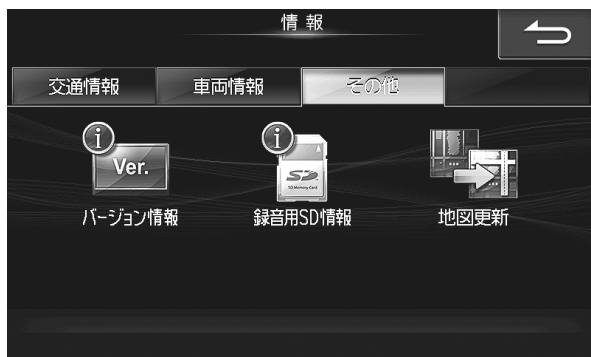 情報
交通情報
車両情報
その他
Ver.
SD
SD Memory Card
バージョン情報
録音用SD情報
地図更新